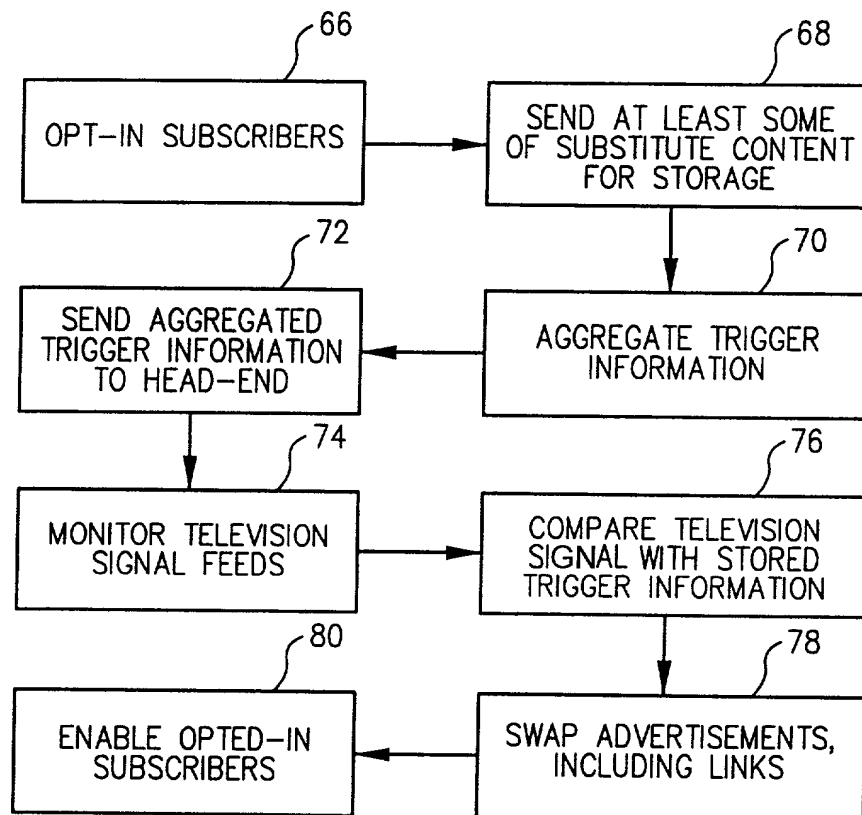 66
OPT-IN SUBSCRIBERS
68
SEND AT LEAST SOME
OF SUBSTITUTE CONTENT
FOR STORAGE
70
AGGREGATE TRIGGER
INFORMATION
72
SEND AGGREGATED
TRIGGER INFORMATION
TO HEAD-END
74
MONITOR TELEVISION
SIGNAL FEEDS
76
COMPARE TELEVISION
SIGNAL WITH STORED
TRIGGER INFORMATION
78
SWAP ADVERTISEMENTS,
INCLUDING LINKS
80
ENABLE OPTED-IN
SUBSCRIBERS